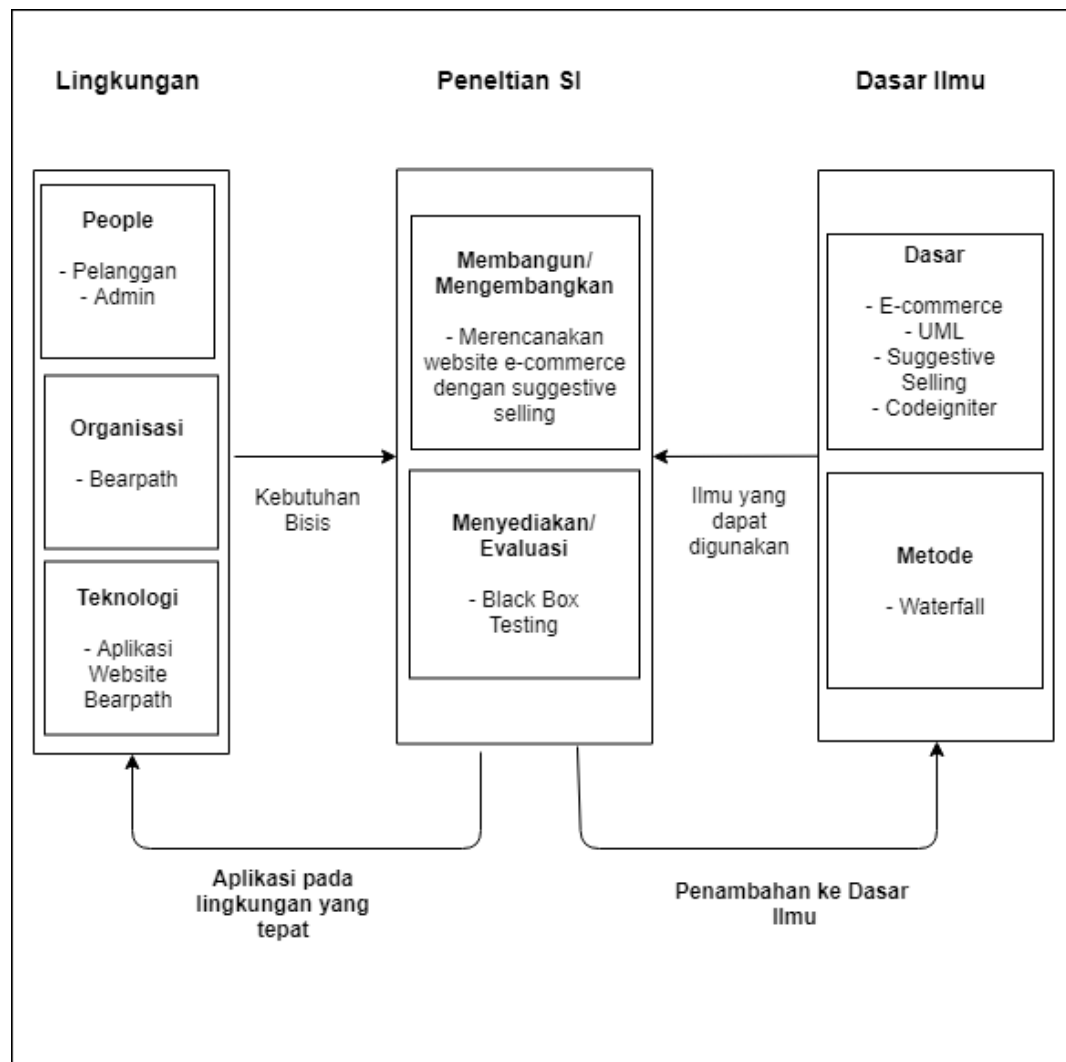 Lingkungan
Peneltian SI
Dasar Ilmu
People
- Pelanggan
- Admin
Organisasi
- Bearpath
Teknologi
- Aplikasi
Website
Bearpath
Kebutuhan
Bisis
Membangun/
Mengembangkan
- Merencanakan
website e-commerce
dengan suggestive
selling
Menyediakan/
Evaluasi
- Black Box
Testing
Ilmu yang
dapat
digunakan
Dasar
- E-commerce
- UML
- Suggestive
Selling
- Codeigniter
Metode
- Waterfall
Aplikasi pada
lingkungan yang
tepat
Penambahan ke Dasar
Ilmu